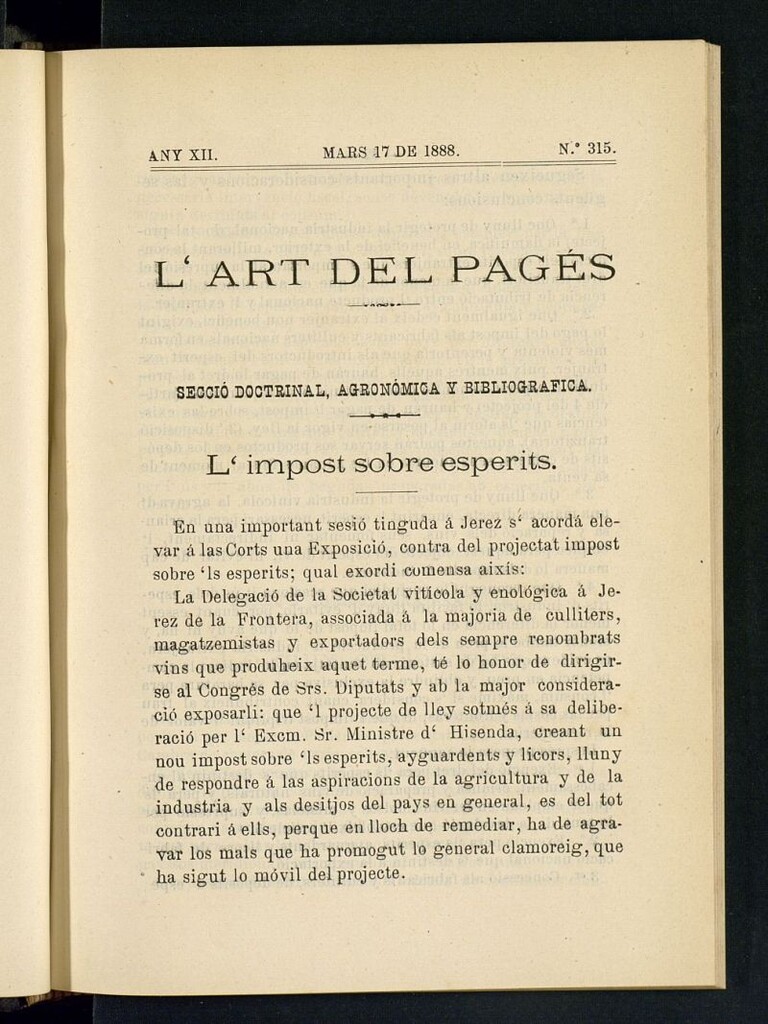 ANY XII. MARS 17 DE 1888. N.º 315.
L‘ ART DEL PAGÉS
SECCIÓ DOCTRINAL, AGRONÓMICA Y BIBLIOGRAFICA.
L‘ impost sobre esperits.
En una important sesió tinguda á Jerez s‘ acordá ele-
var á las Corts una Exposició, contra del projectat impost
sobre ‘ls esperits; qual exordi comensa aixís:
La Delegació de la Societat vitícola y enológica á Je-
rez de la Frontera, associada á la majoria de culliters,
magatzemistas y exportadors dels sempre renombrats
vins que produheix aquet terme, té lo honor de dirigir-
se al Congrés de Srs. Diputats y ab la major considera-
ció exposarli: que ‘l projecte de lley sotmés á sa delibe-
ració per l‘ Excm. Sr. Ministre d‘ Hisenda, creant un
nou impost sobre ‘ls esperits, ayguardents y licors, lluny
de respondre á las aspiracions de la agricultura y de la
industria y als desitjos del pays en general, es del tot
contrari á ells, perque en lloch de remediar, ha de agra-
var los mals que ha promogut lo general clamoreig, que
ha sigut lo móvil del projecte.